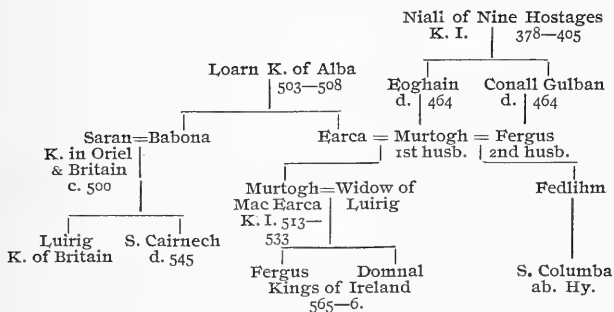 Niall of Nine Hostages
K. I. 378—405
Loarn K. of Alba
503—508
Eoghain Conall Gulban
d. 464 d. 464
Saran=Babona Earca = Murtogh = Fergus
K. in Oriel 1st husb. 2nd husb.
& Britain
c. 500
Murtogh=Widow of Fedlihm
Mac Earca Luirig
K. I. 513—
533
Luirig S. Cairnech
K. of Britain d. 545
Fergus Domnal S. Columba
Kings of Ireland ab. Hy.
565—6.